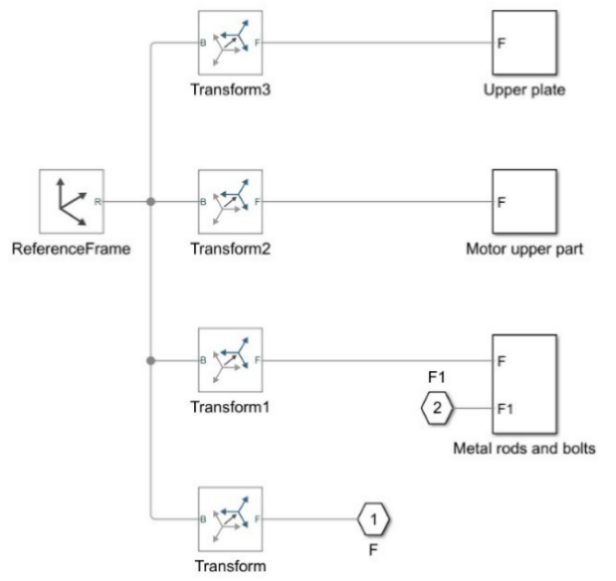 B F F
Transform3 Upper plate
R B F F
ReferenceFrame Transform2 Motor upper part
B F F
F1
Transform1 2 F1
Metal rods and bolts
B F 1
Transform F